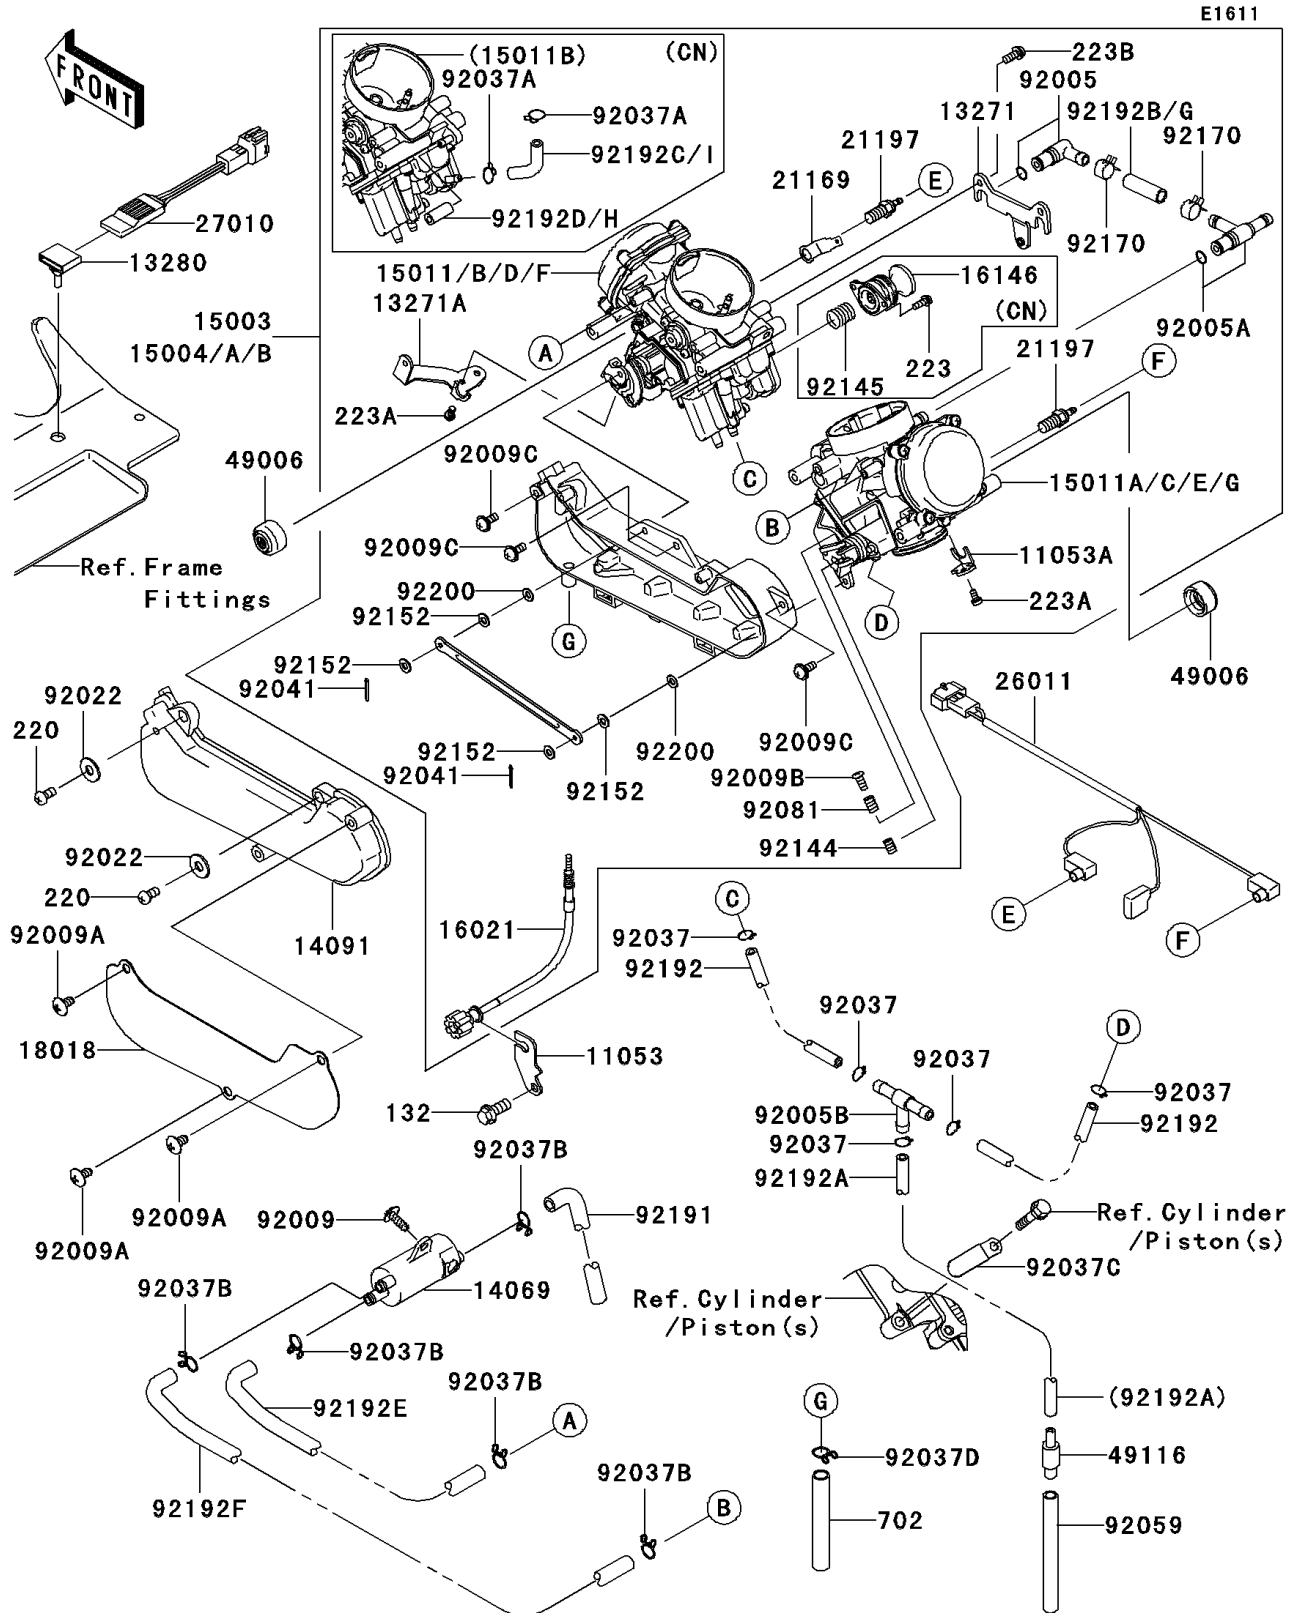 E1611
FRONT
(15011B)
(CN)
92037A
92037A
92192C/I
92192D/H
223B
92005
13271
92192B/G
92170
21197
E
21169
92170
27010
13280
15011/B/D/F
13271A
16146
(CN)
92005A
15003
15004/A/B
A
21197
F
223
92145
223A
49006
92009C
C
15011A/C/E/G
B
92009C
11053A
Ref.Frame
Fittings
92200
92152
G
D
223A
92152
92041
49006
26011
92022
220
92152
92041
92200
92009C
92152
92009B
92081
92144
92022
220
C
E
F
92009A
14091
16021
92037
92192
92037
D
18018
11053
92037
92037
132
92005B
92192
92037B
92037
92192A
92009A
92009
92191
Ref.Cylinder
/Piston(s)
92009A
92037C
92037B
14069
Ref.Cylinder
/Piston(s)
92037B
92037B
92192E
(92192A)
A
G
92037D
49116
92037B
92192F
B
702
92059